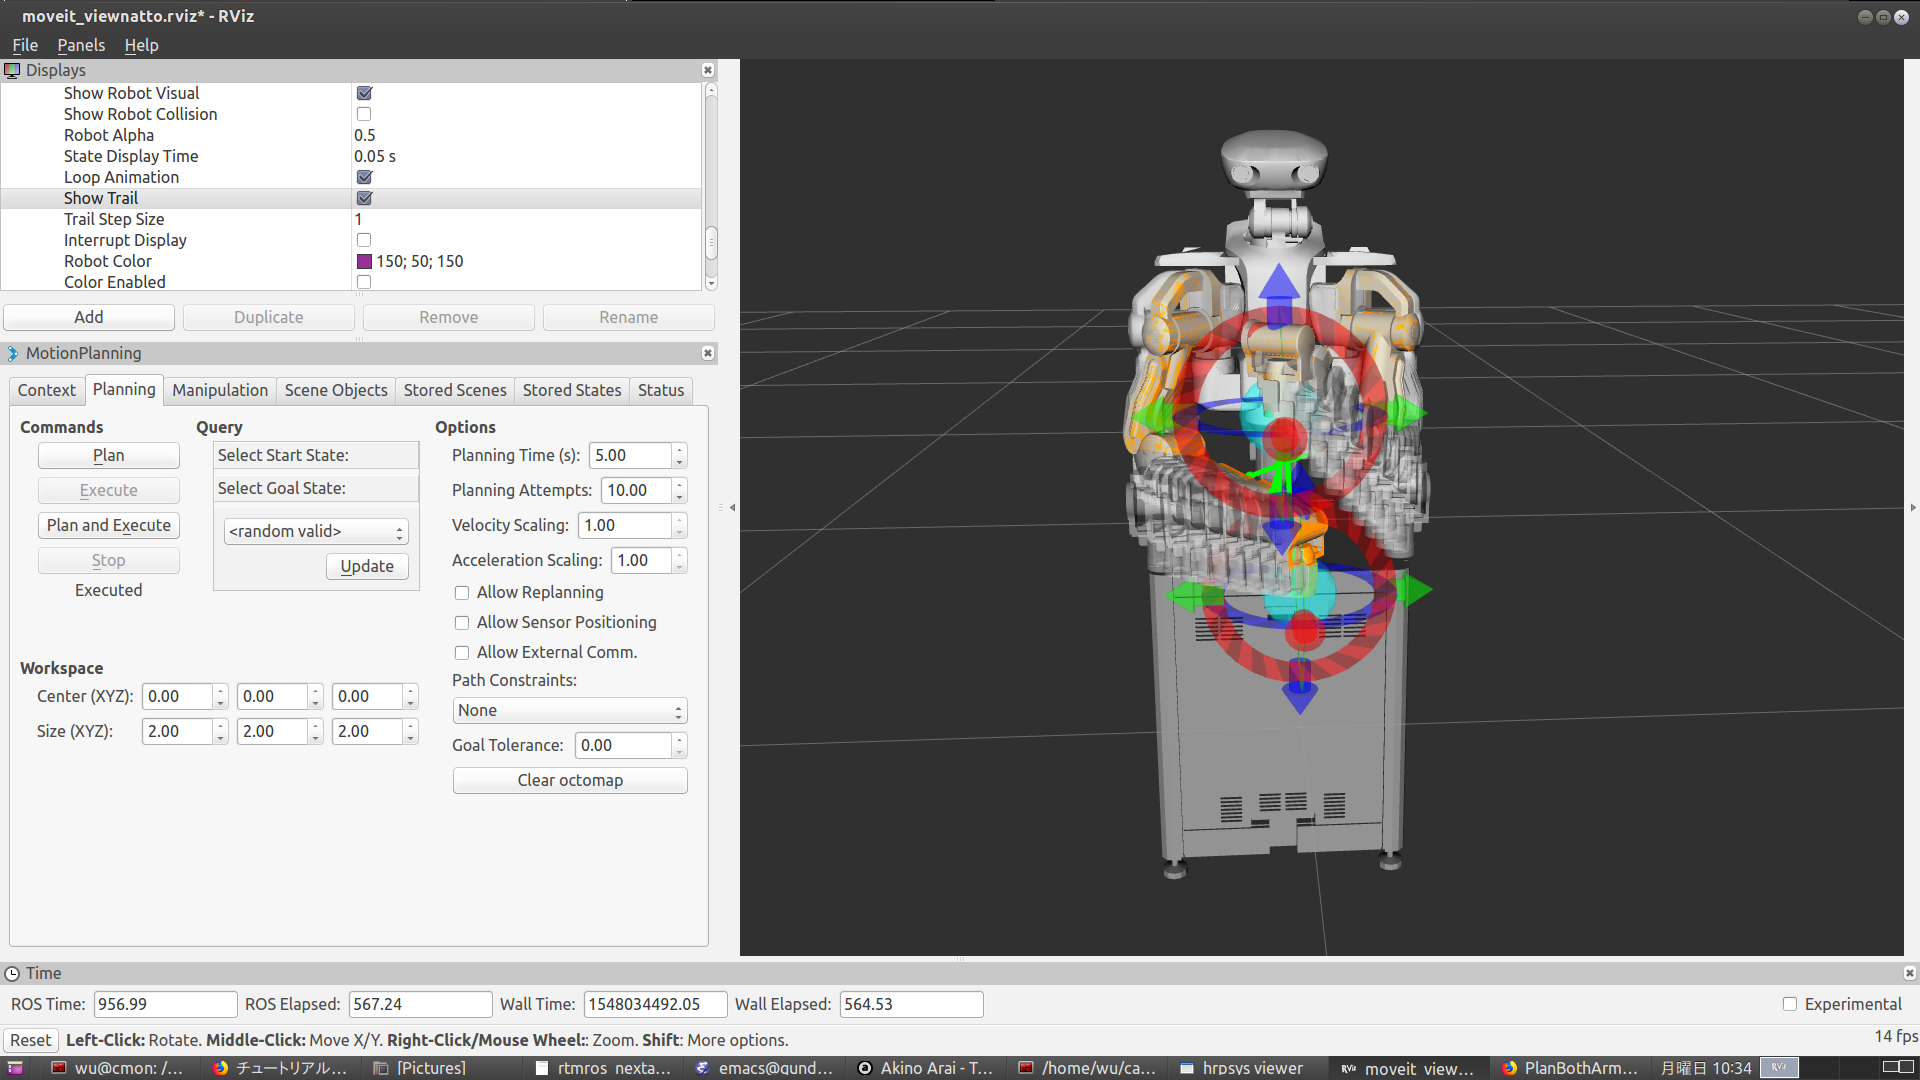 moveit_viewnatto.rviz* - RViz
File Panels Help
Displays
Show Robot Visual
Show Robot Collision
Robot Alpha 0.5
State Display Time 0.05 s
Loop Animation
Show Trail
Trail Step Size 1
Interrupt Display
Robot Color 150; 50; 150
Color Enabled
Add Duplicate Remove Rename
MotionPlanning
Context Planning Manipulation Scene Objects Stored Scenes Stored States Status
Commands Query Options
Plan Select Start State: Planning Time (s): 5.00
Execute Select Goal State: Planning Attempts: 10.00
Plan and Execute <random valid> Velocity Scaling: 1.00
Stop Update Acceleration Scaling: 1.00
Executed Allow Replanning
Allow Sensor Positioning
Allow External Comm.
Workspace Path Constraints:
Center (XYZ): 0.00 0.00 0.00 None
Size (XYZ): 2.00 2.00 2.00 Goal Tolerance: 0.00
Clear octomap
Time
ROS Time: 956.99 ROS Elapsed: 567.24 Wall Time: 1548034492.05 Wall Elapsed: 564.53 Experimental
Reset Left-Click: Rotate. Middle-Click: Move X/Y. Right-Click/Mouse Wheel:: Zoom. Shift: More options. 14 fps
wu@cmon: /... チュートリアル... [Pictures] rtmros_nexta... emacs@qund... Akino Arai - T... /home/wu/ca... hrpsys viewer RViz moveit_view... PlanBothArm... 月曜日 10:34 RViz